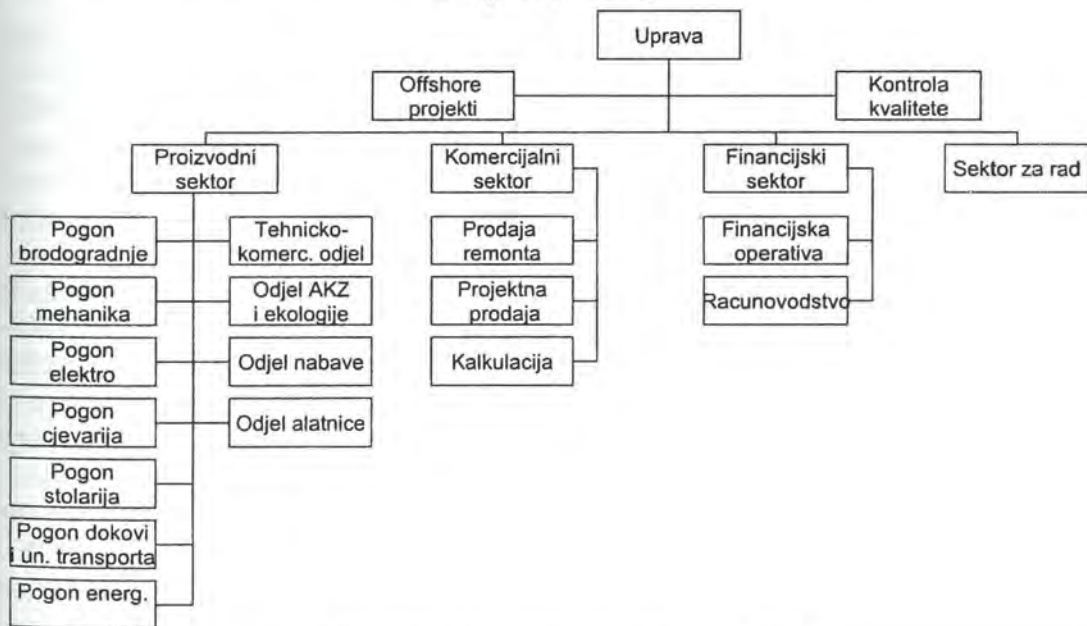 Uprava
Offshore
projekti
Kontrola
kvalitete
Proizvodni
sektor
Komercijalni
sektor
Financijski
sektor
Sektor za rad
Pogon
brodogradnje
Tehnicko-
komerc. odjel
Prodaja
remonta
Financijska
operativa
Pogon
mehanika
Odjel AKZ
i ekologije
Projektna
prodaja
Racunovodstvo
Pogon
elektro
Odjel nabave
Kalkulacija
Pogon
cjevarija
Odjel alatnice
Pogon
stolarija
Pogon dokovi
i un. transporta
Pogon energ.